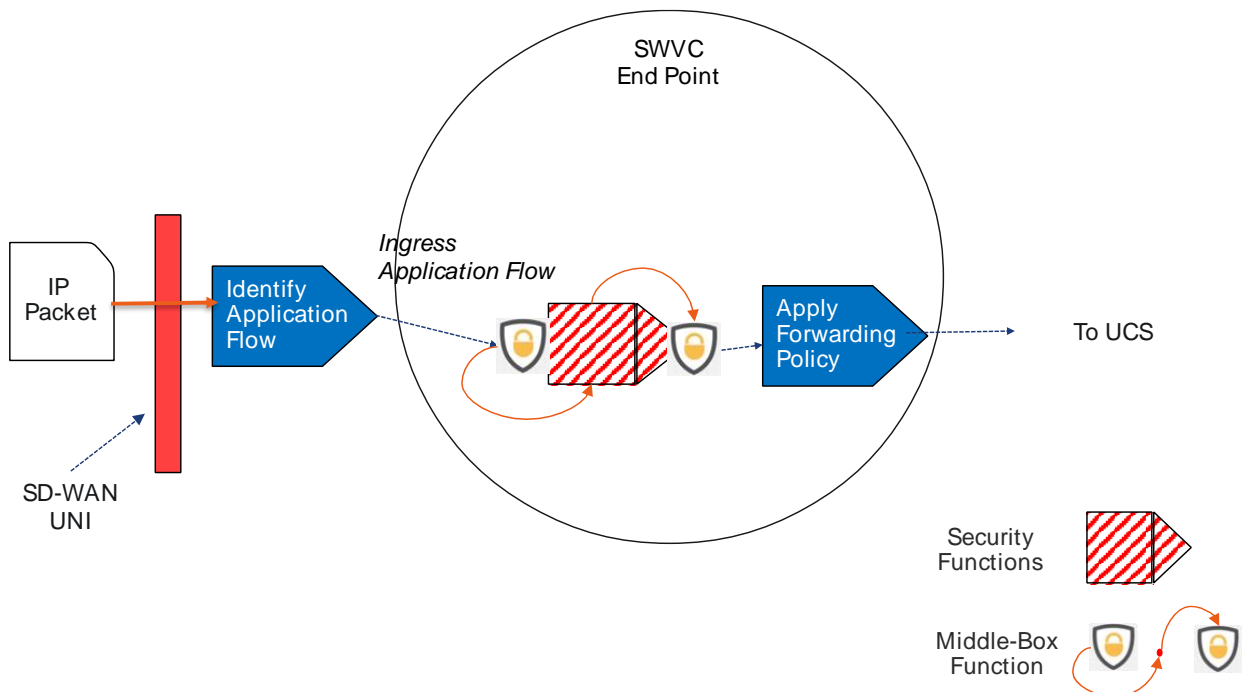 SWVC
End Point
IP
Packet
Identify
Application
Flow
Ingress
Application Flow
Apply
Forwarding
Policy
To UCS
SD-WAN
UNI
Security
Functions
Middle-Box
Function